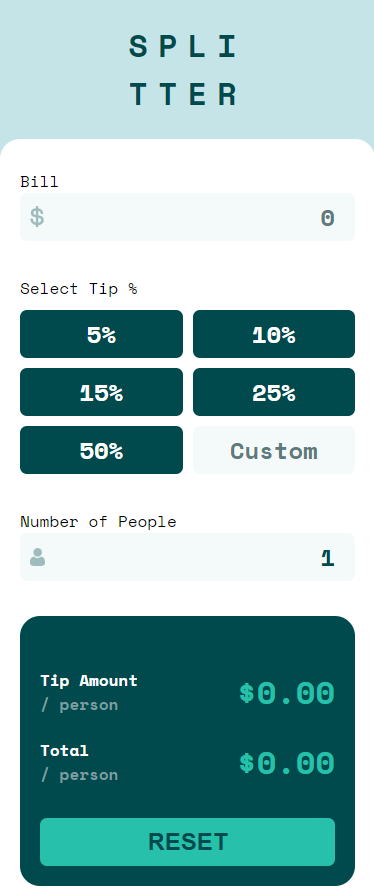 SPLI
TTER
Bill
$ 0
Select Tip %
5% 10%
15% 25%
50% Custom
Number of People
1
Tip Amount
/ person
$0.00
Total
/ person
$0.00
RESET